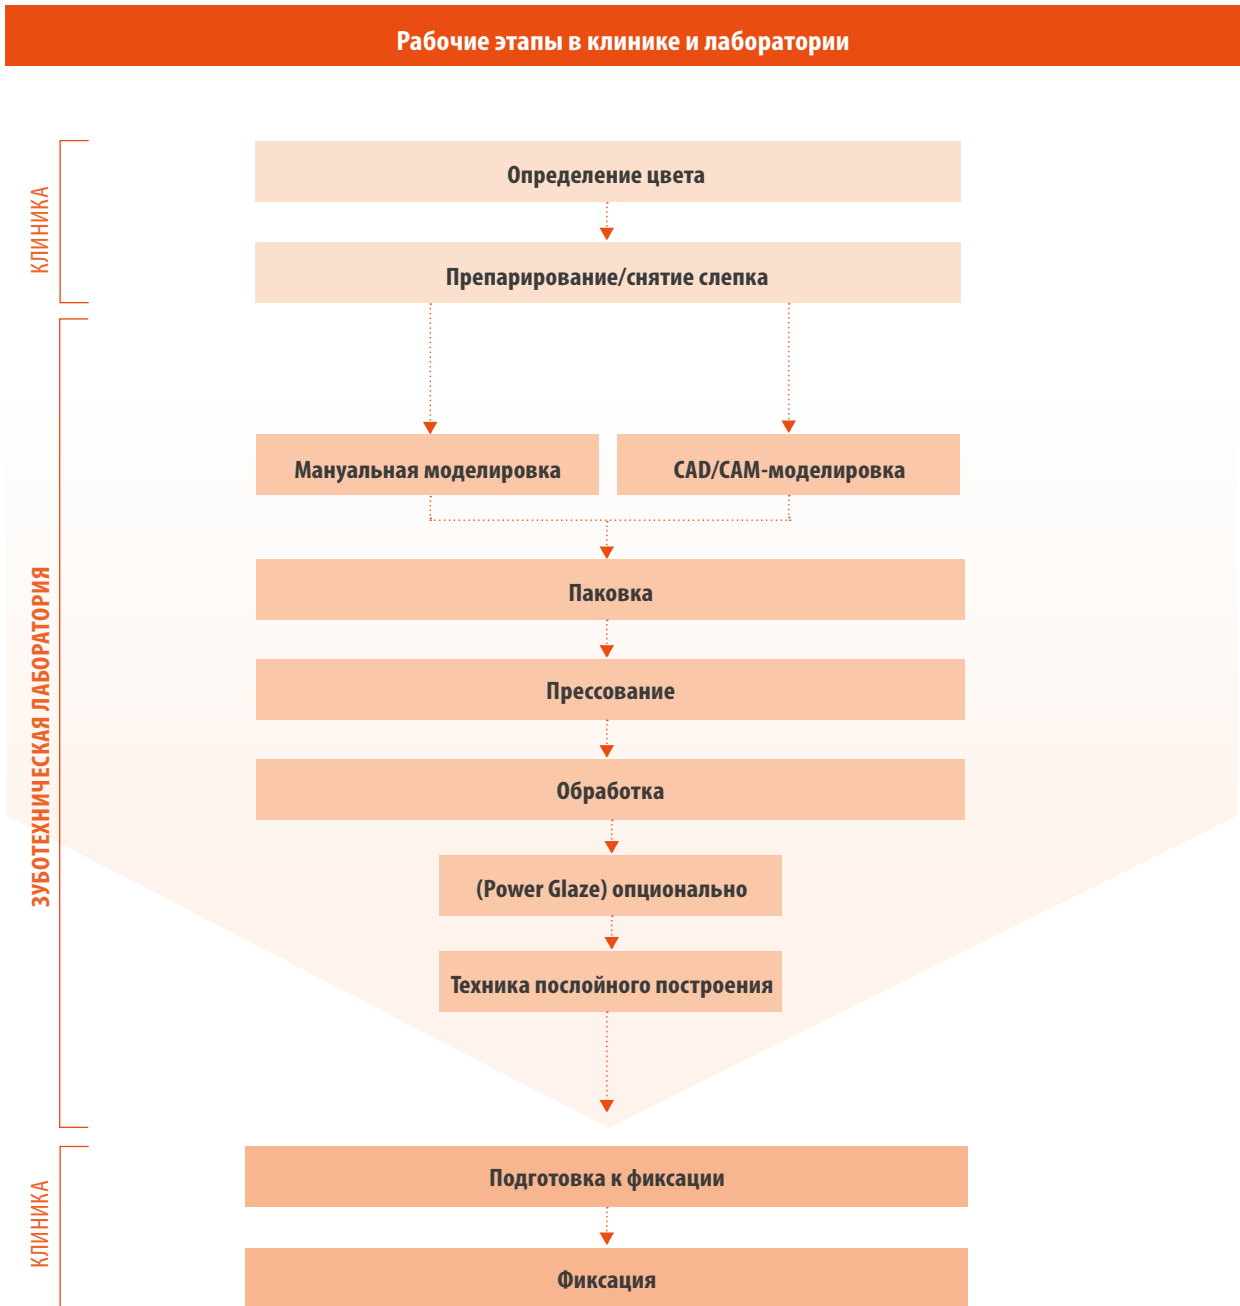 Рабочие этапы в клинике и лаборатории
КЛИНИКА
Определение цвета
Препарирование/снятие слепка
ЗУБОТЕХНИЧЕСКАЯ ЛАБОРАТОРИЯ
Мануальная моделировка
CAD/CAM-моделировка
Паковка
Прессование
Обработка
(Power Glaze) опционально
Техника послойного построения
КЛИНИКА
Подготовка к фиксации
Фиксация